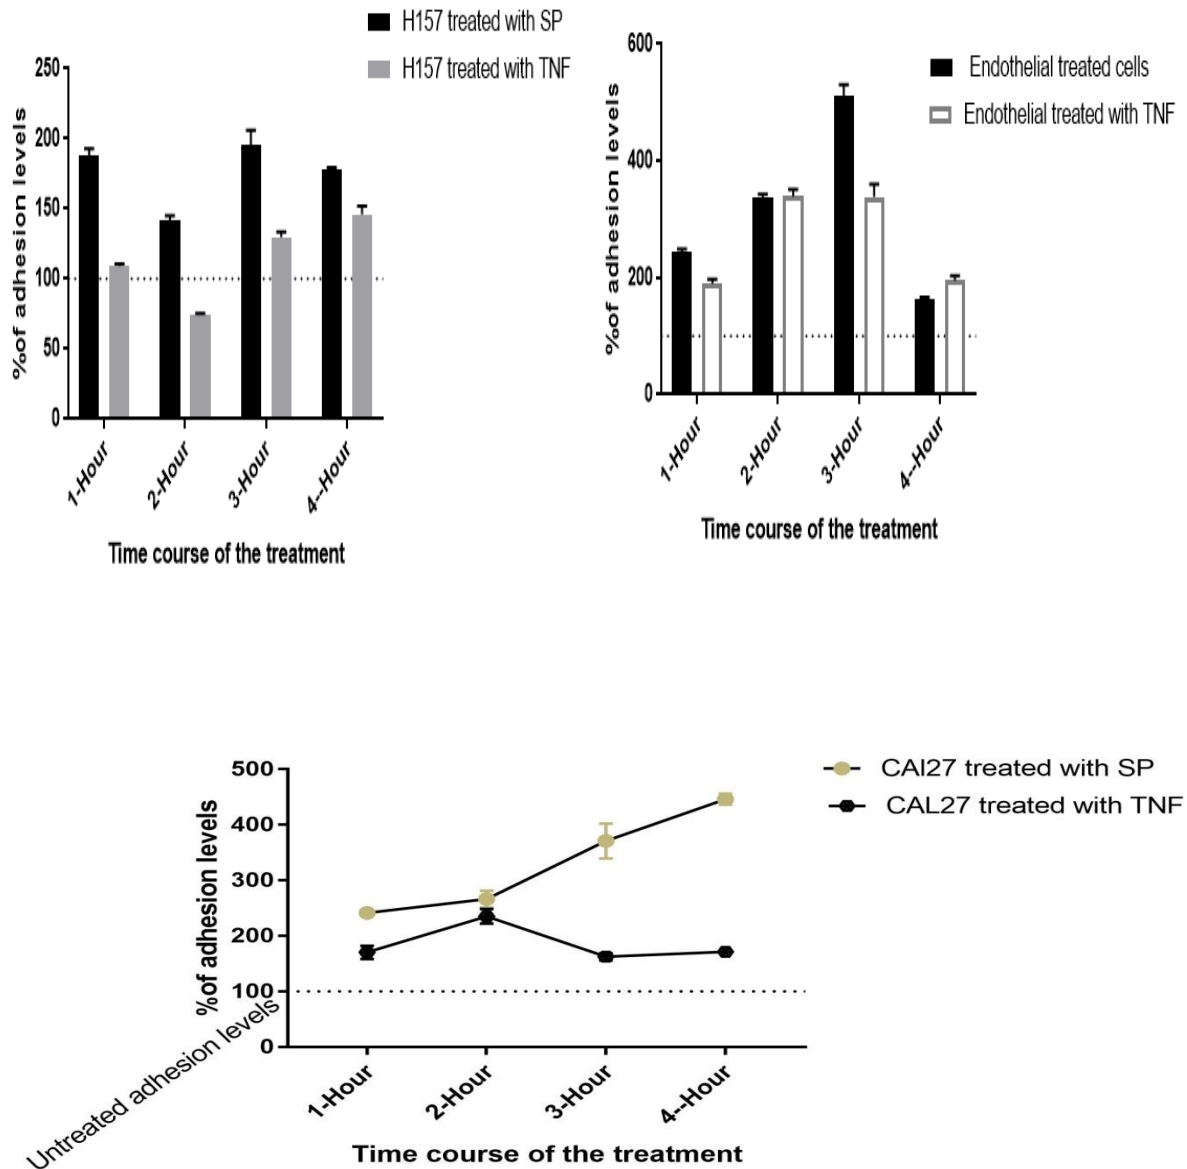 H157 treated with SP
H157 treated with TNF
250
200
150
100
50
0
%of adhesion levels
1-Hour
2-Hour
3-Hour
4--Hour
Time course of the treatment
Endothelial treated cells
Endothelial treated with TNF
600
400
200
0
%of adhesion levels
1-Hour
2-Hour
3-Hour
4--Hour
Time course of the treatment
CAl27 treated with SP
CAL27 treated with TNF
500
400
300
200
100
0
%of adhesion levels
Untreated adhesion levels
1-Hour
2-Hour
3-Hour
4--Hour
Time course of the treatment